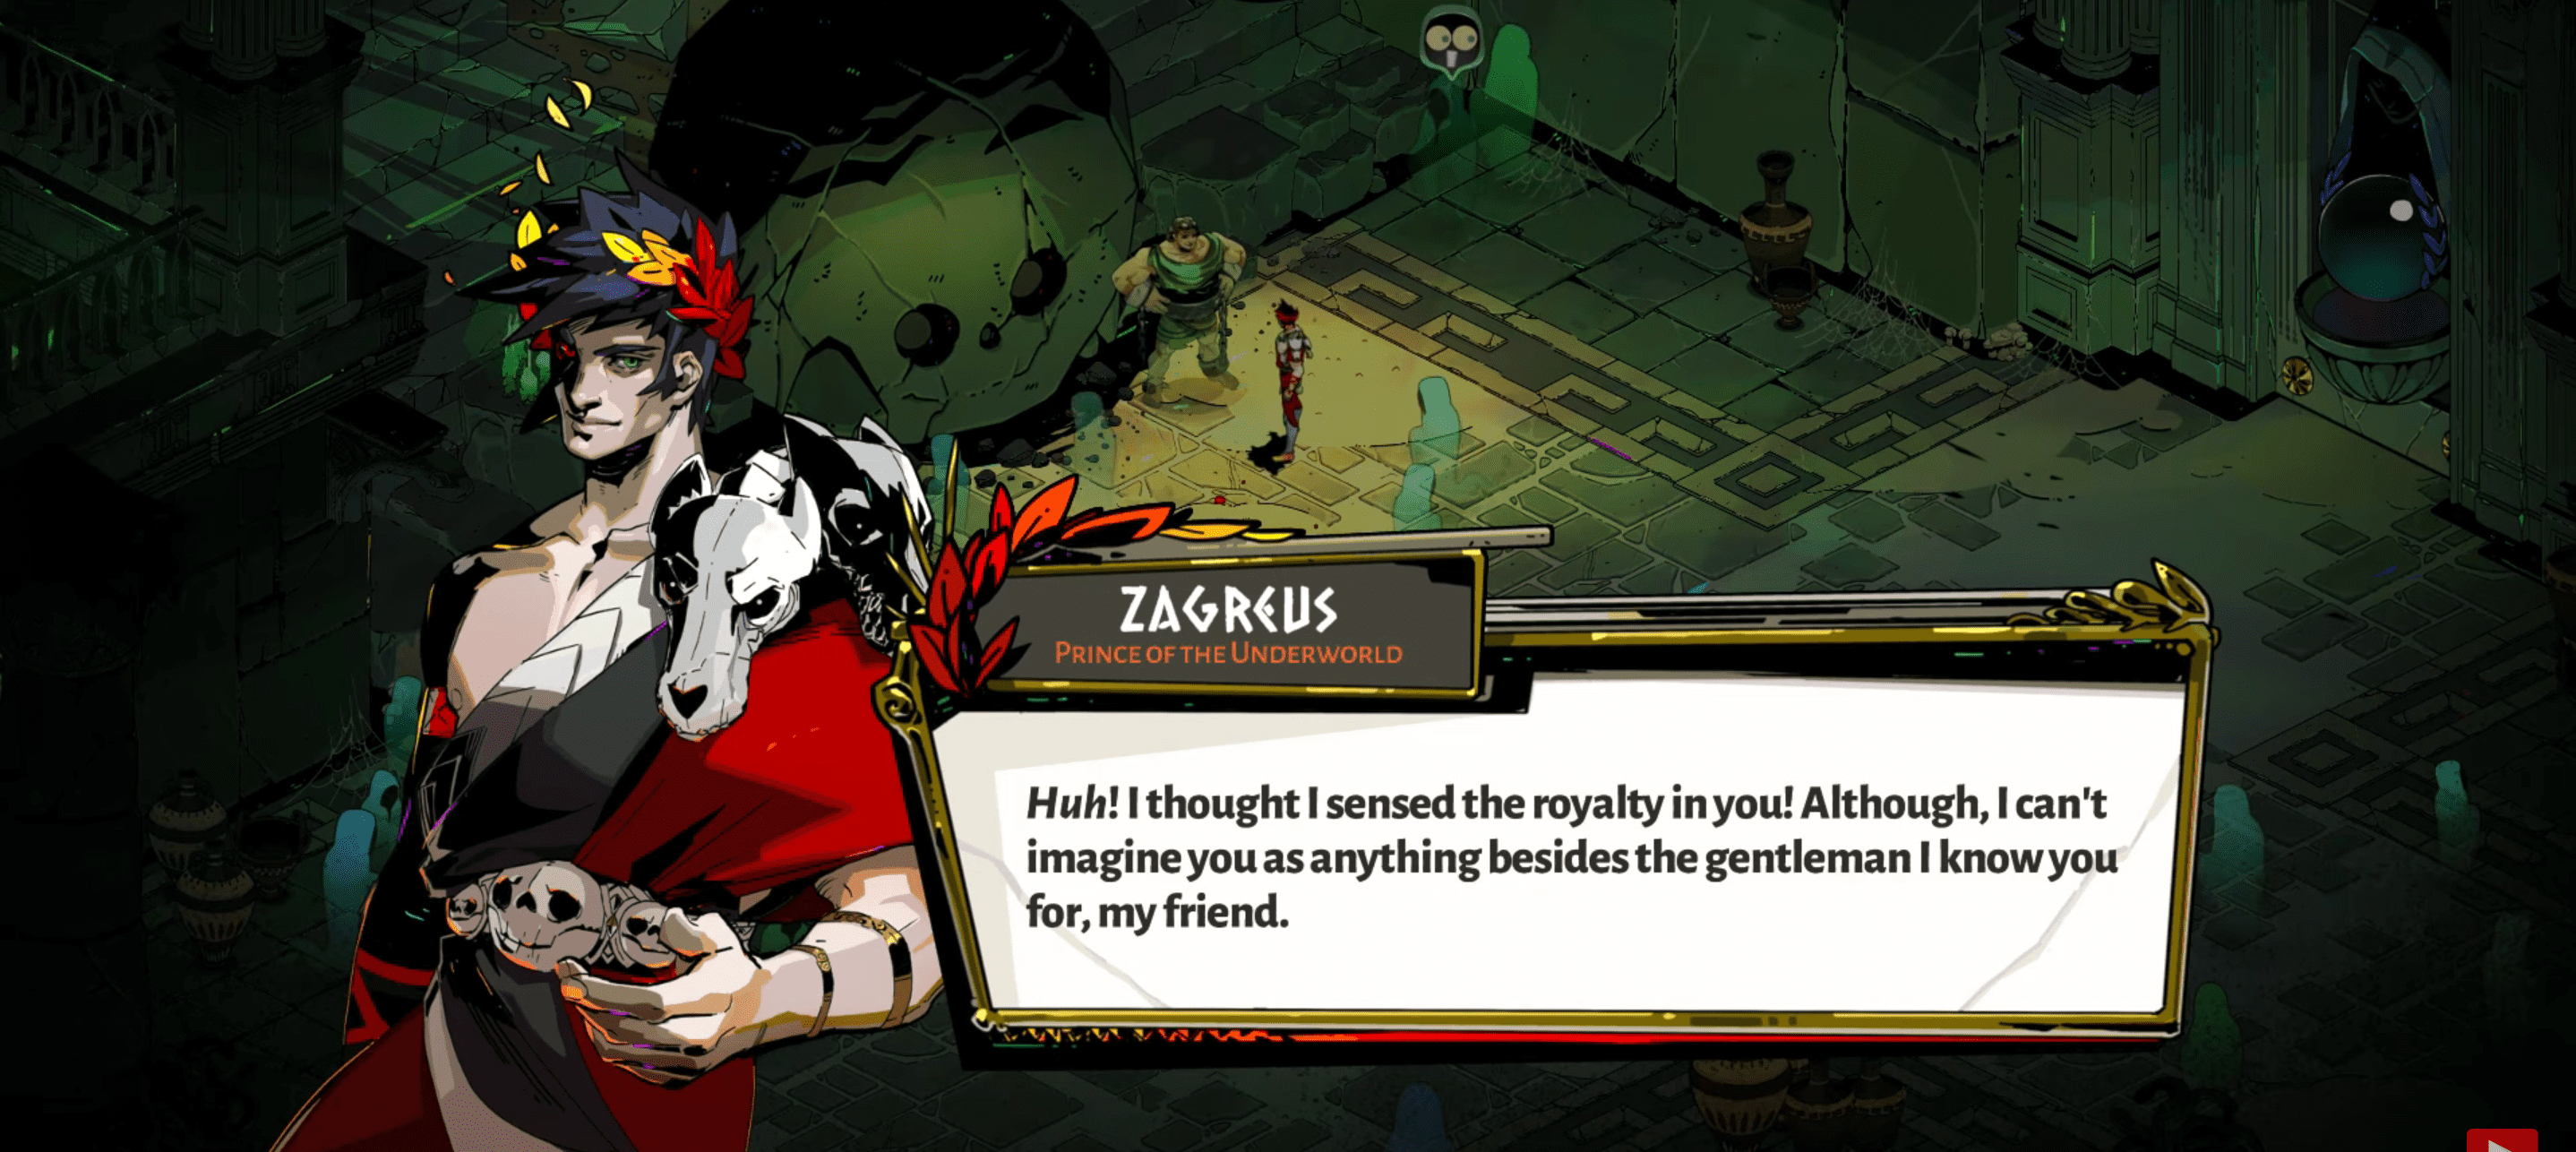 ZAGREUS
PRINCE OF THE UNDERWORLD
Huh! I thought I sensed the royalty in you! Although, I can't
imagine you as anything besides the gentleman I know you
for, my friend.